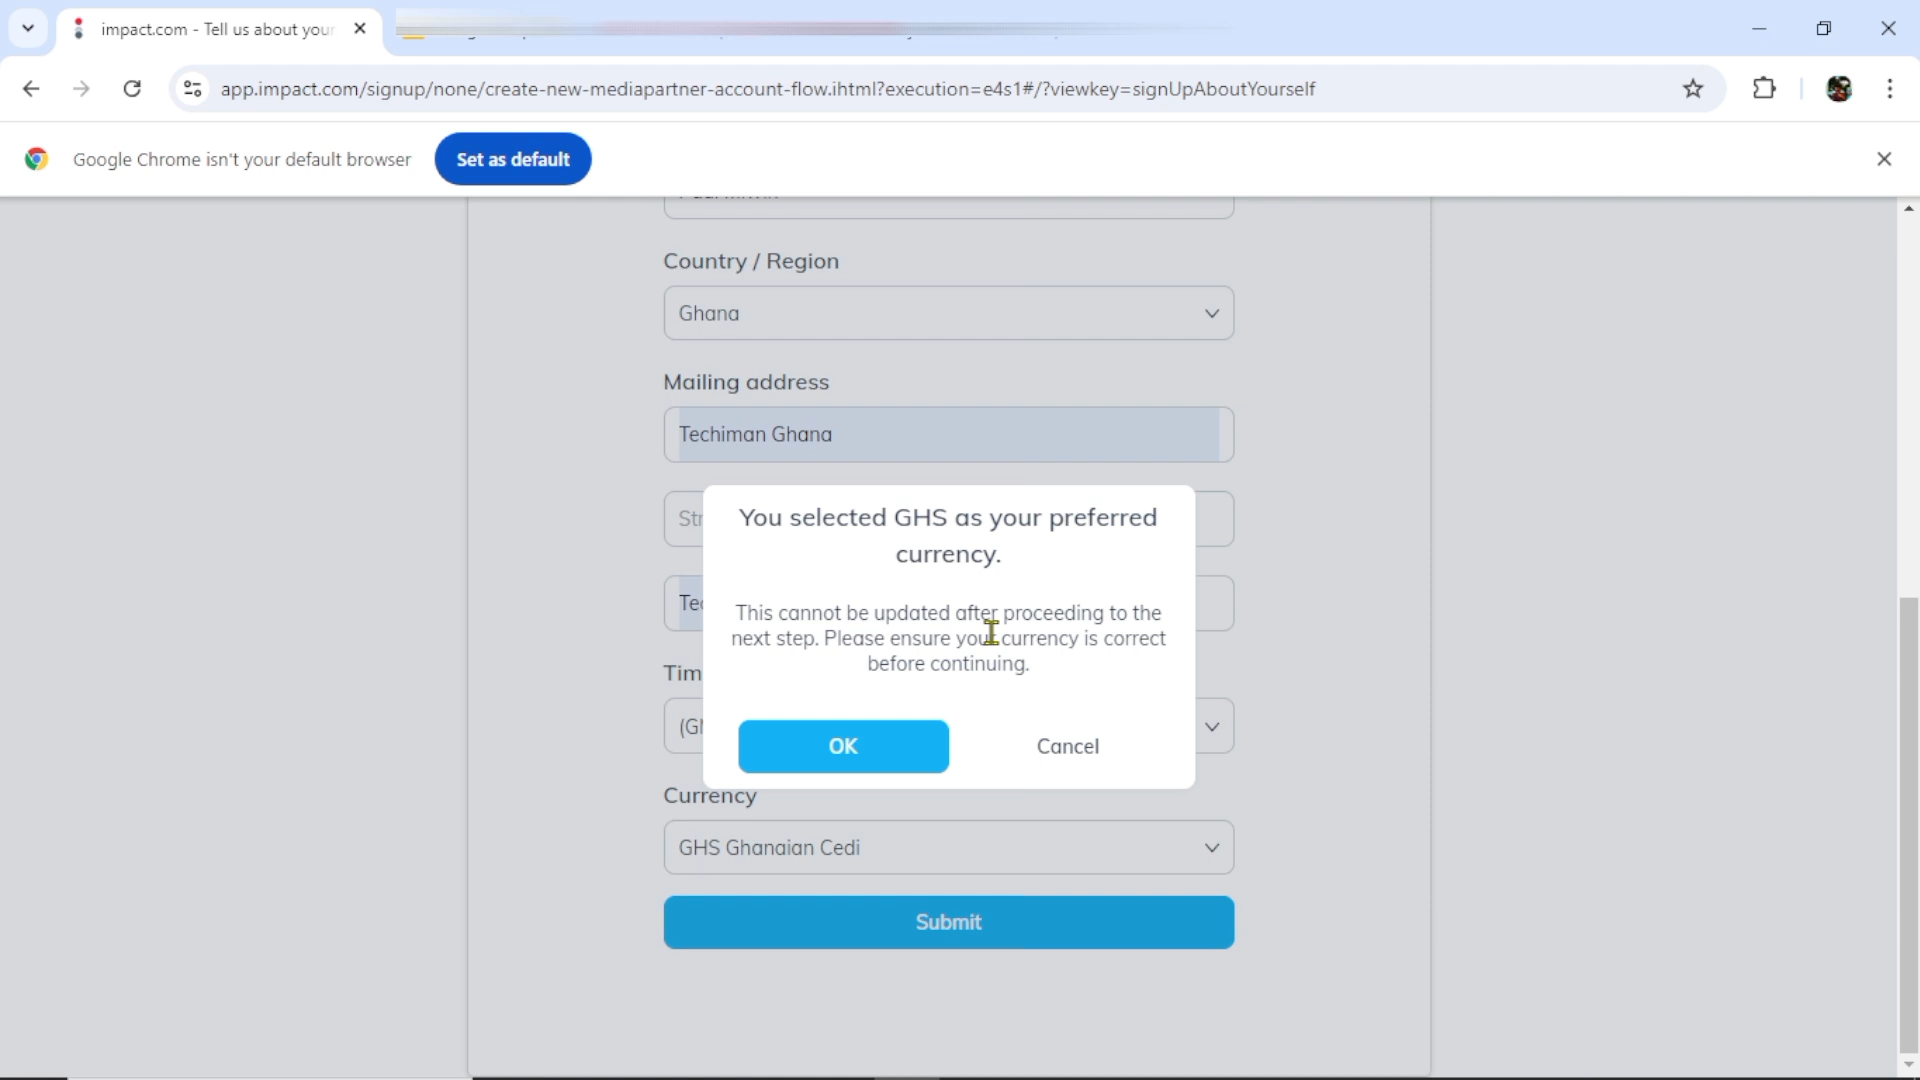 impact.com - Tell us about your
app.impact.com/signup/none/create-new-mediapartner-account-flow.ihtml?execution=e4s1#/?viewkey=signUpAboutYourself
Google Chrome isn't your default browser
Set as default
Country / Region
Ghana
Mailing address
Techiman Ghana
Str
You selected GHS as your preferred
currency.
Tec
This cannot be updated after proceeding to the
next step. Please ensure your currency is correct
before continuing.
Tim
(G
OK
Cancel
Currency
GHS Ghanaian Cedi
Submit